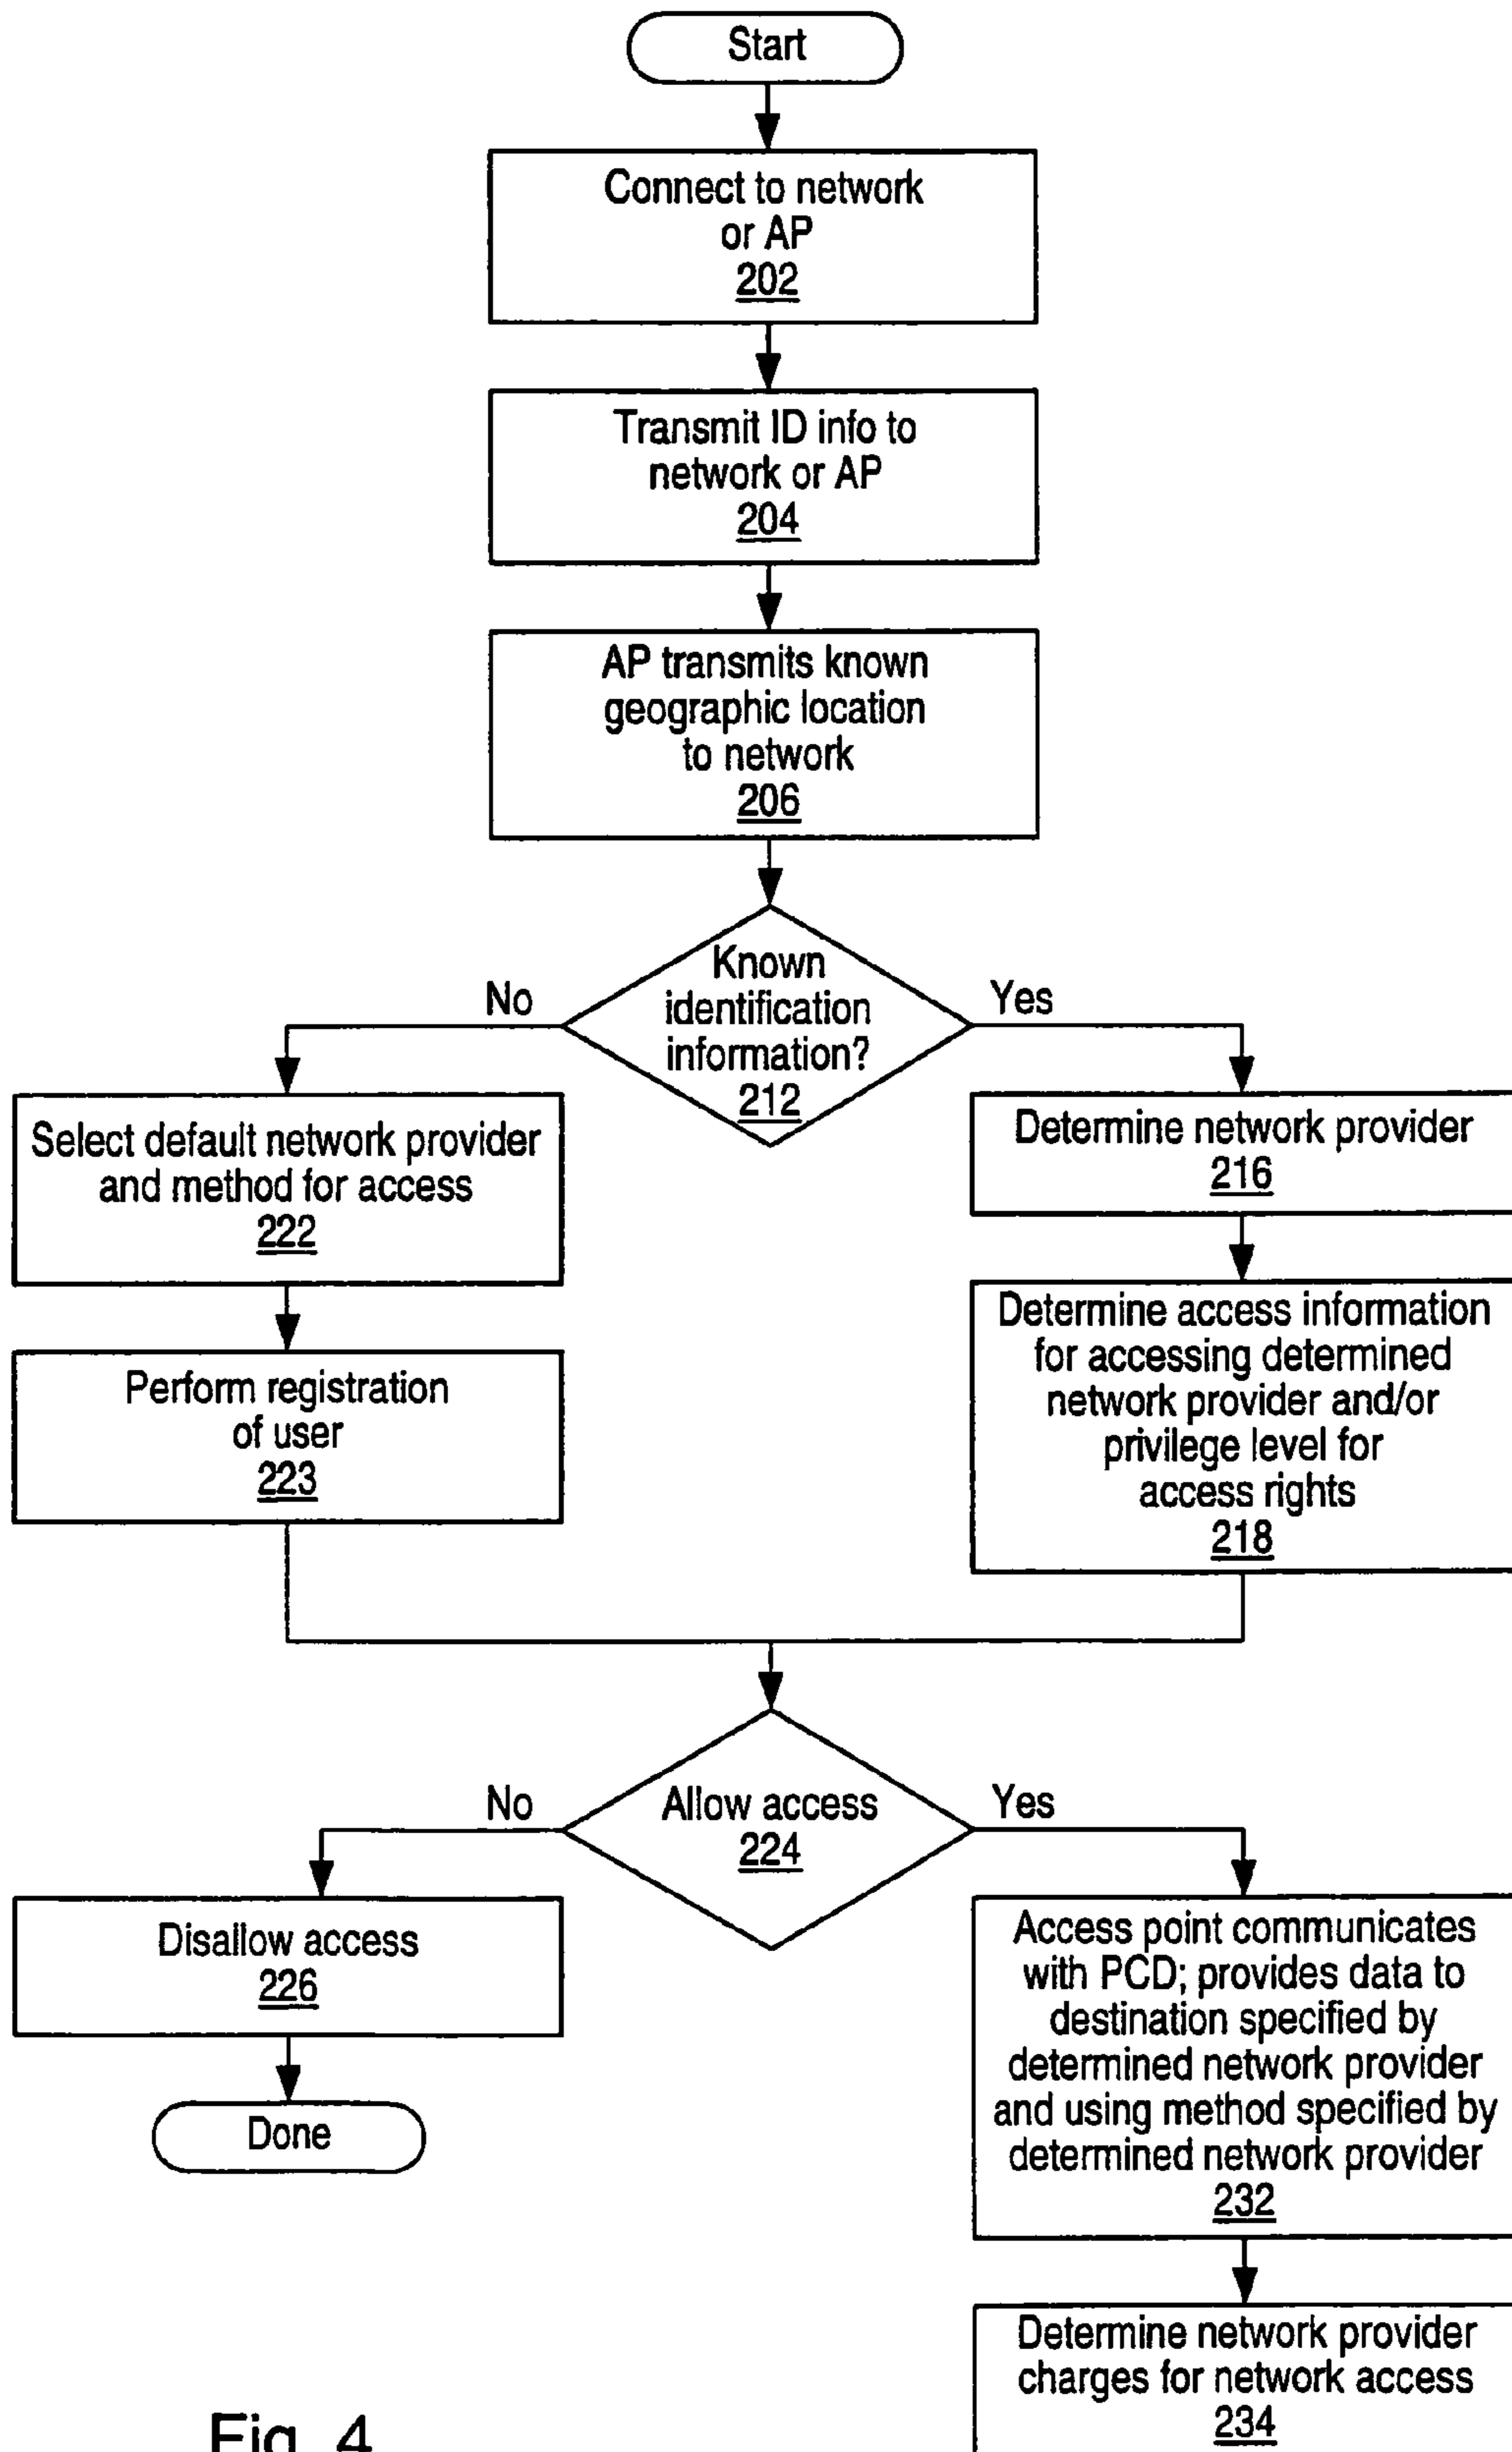 Start
Connect to network
or AP
202
Transmit ID info to
network or AP
204
AP transmits known
geographic location
to network
206
Known
identification
information?
212
No
Yes
Select default network provider
and method for access
222
Perform registration
of user
223
Determine network provider
216
Determine access information
for accessing determined
network provider and/or
privilege level for
access rights
218
Allow access
224
No
Yes
Disallow access
226
Done
Access point communicates
with PCD; provides data to
destination specified by
determined network provider
and using method specified by
determined network provider
232
Determine network provider
charges for network access
234
Fig. 4